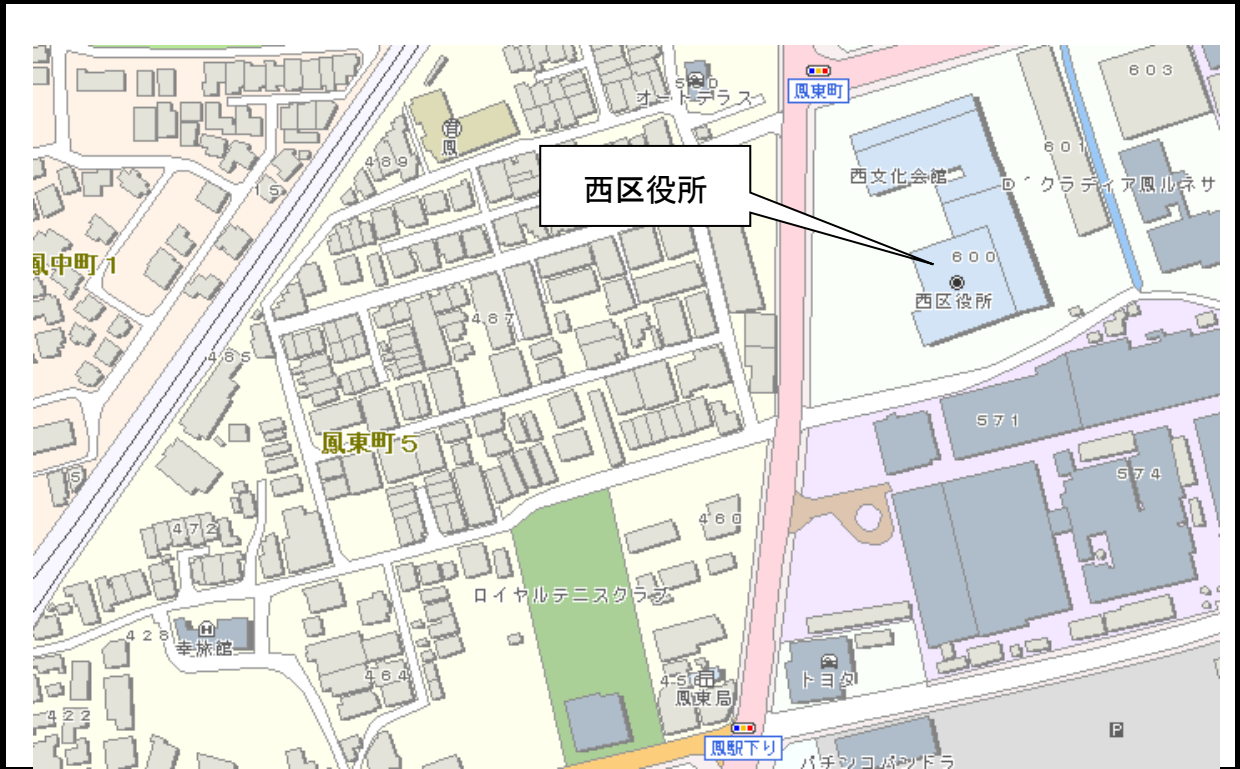 ６０３
５８０
オートテラス
鳳東町
育
鳳
４８９
西区役所
西文化会館
６０１
Ｄ´クラディア鳳ルネサ
１５
鳳中町１
６００
西区役所
４８７
４８５
鳳東町５
５７１
５７４
４６０
４７２
ロイヤルテニスクラブ
４２８
H
幸旅館
４６４
４５６
鳳東局
トヨタ
４２２
P
鳳駅下り
パチンコパンドラ